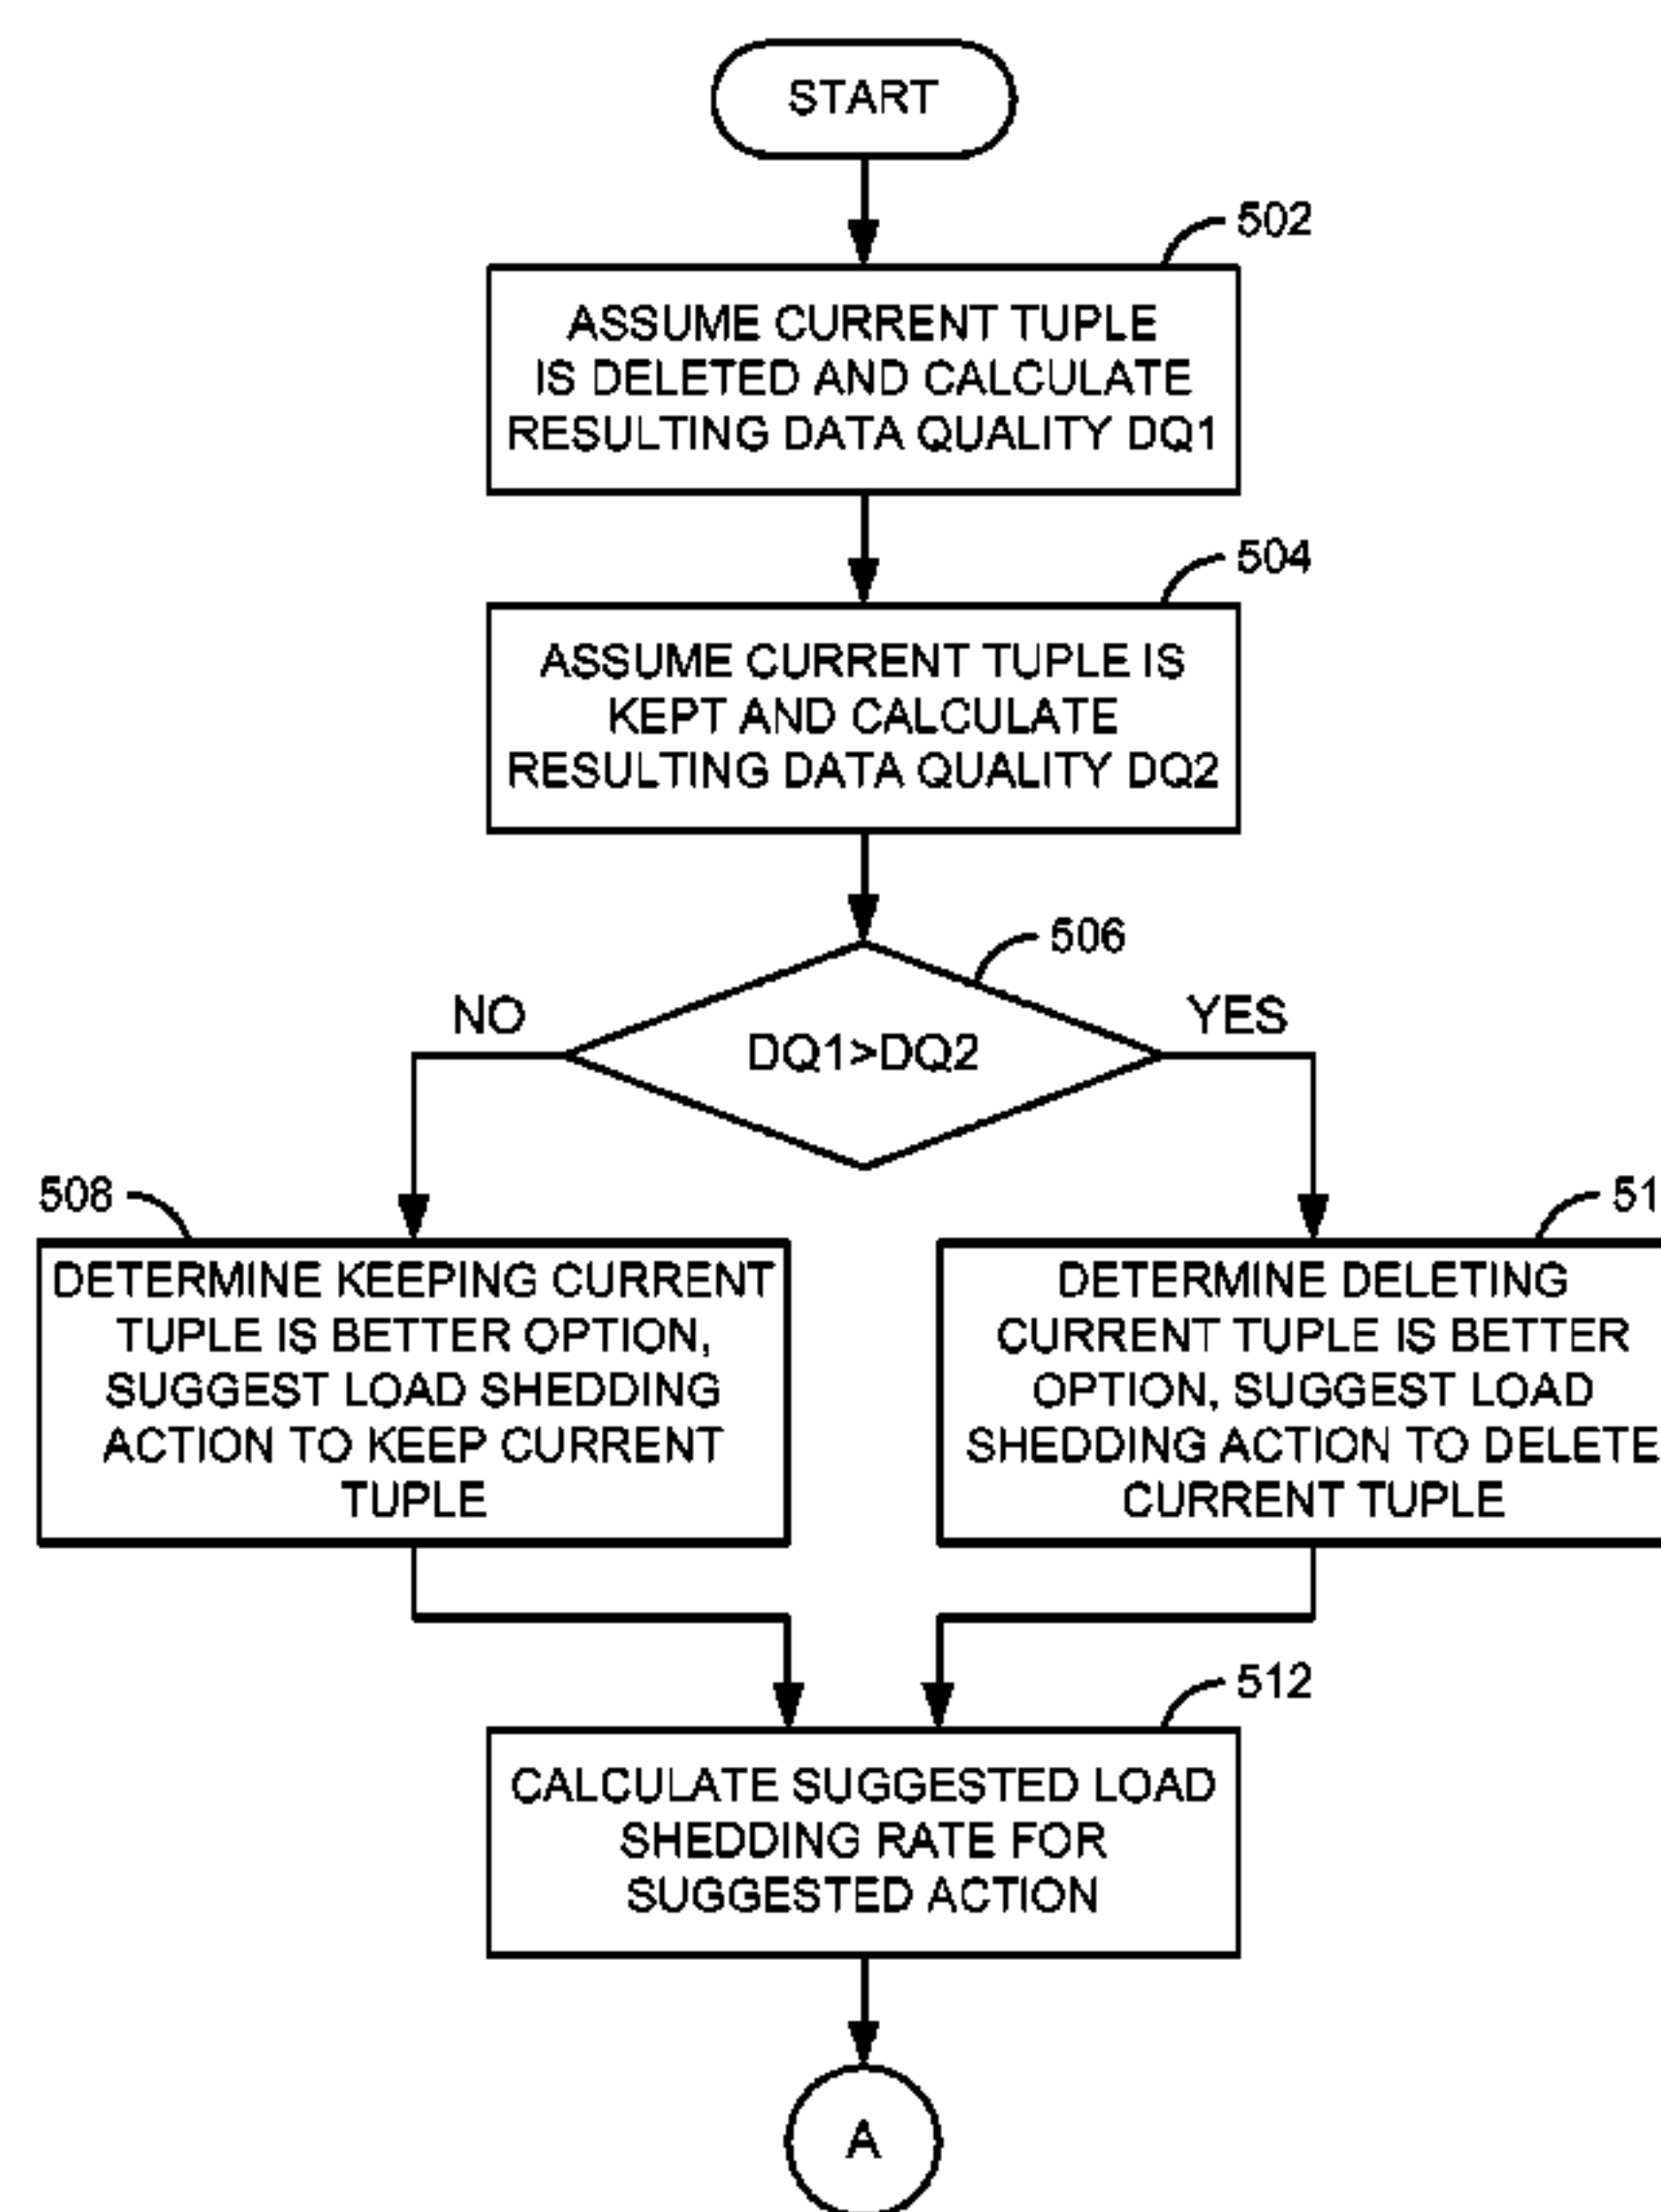 START
502
ASSUME CURRENT TUPLE
IS DELETED AND CALCULATE
RESULTING DATA QUALITY DQ1
504
ASSUME CURRENT TUPLE IS
KEPT AND CALCULATE
RESULTING DATA QUALITY DQ2
506
NO
DQ1>DQ2
YES
508
DETERMINE KEEPING CURRENT
TUPLE IS BETTER OPTION,
SUGGEST LOAD SHEDDING
ACTION TO KEEP CURRENT
TUPLE
51
DETERMINE DELETING
CURRENT TUPLE IS BETTER
OPTION, SUGGEST LOAD
SHEDDING ACTION TO DELETE
CURRENT TUPLE
512
CALCULATE SUGGESTED LOAD
SHEDDING RATE FOR
SUGGESTED ACTION
A